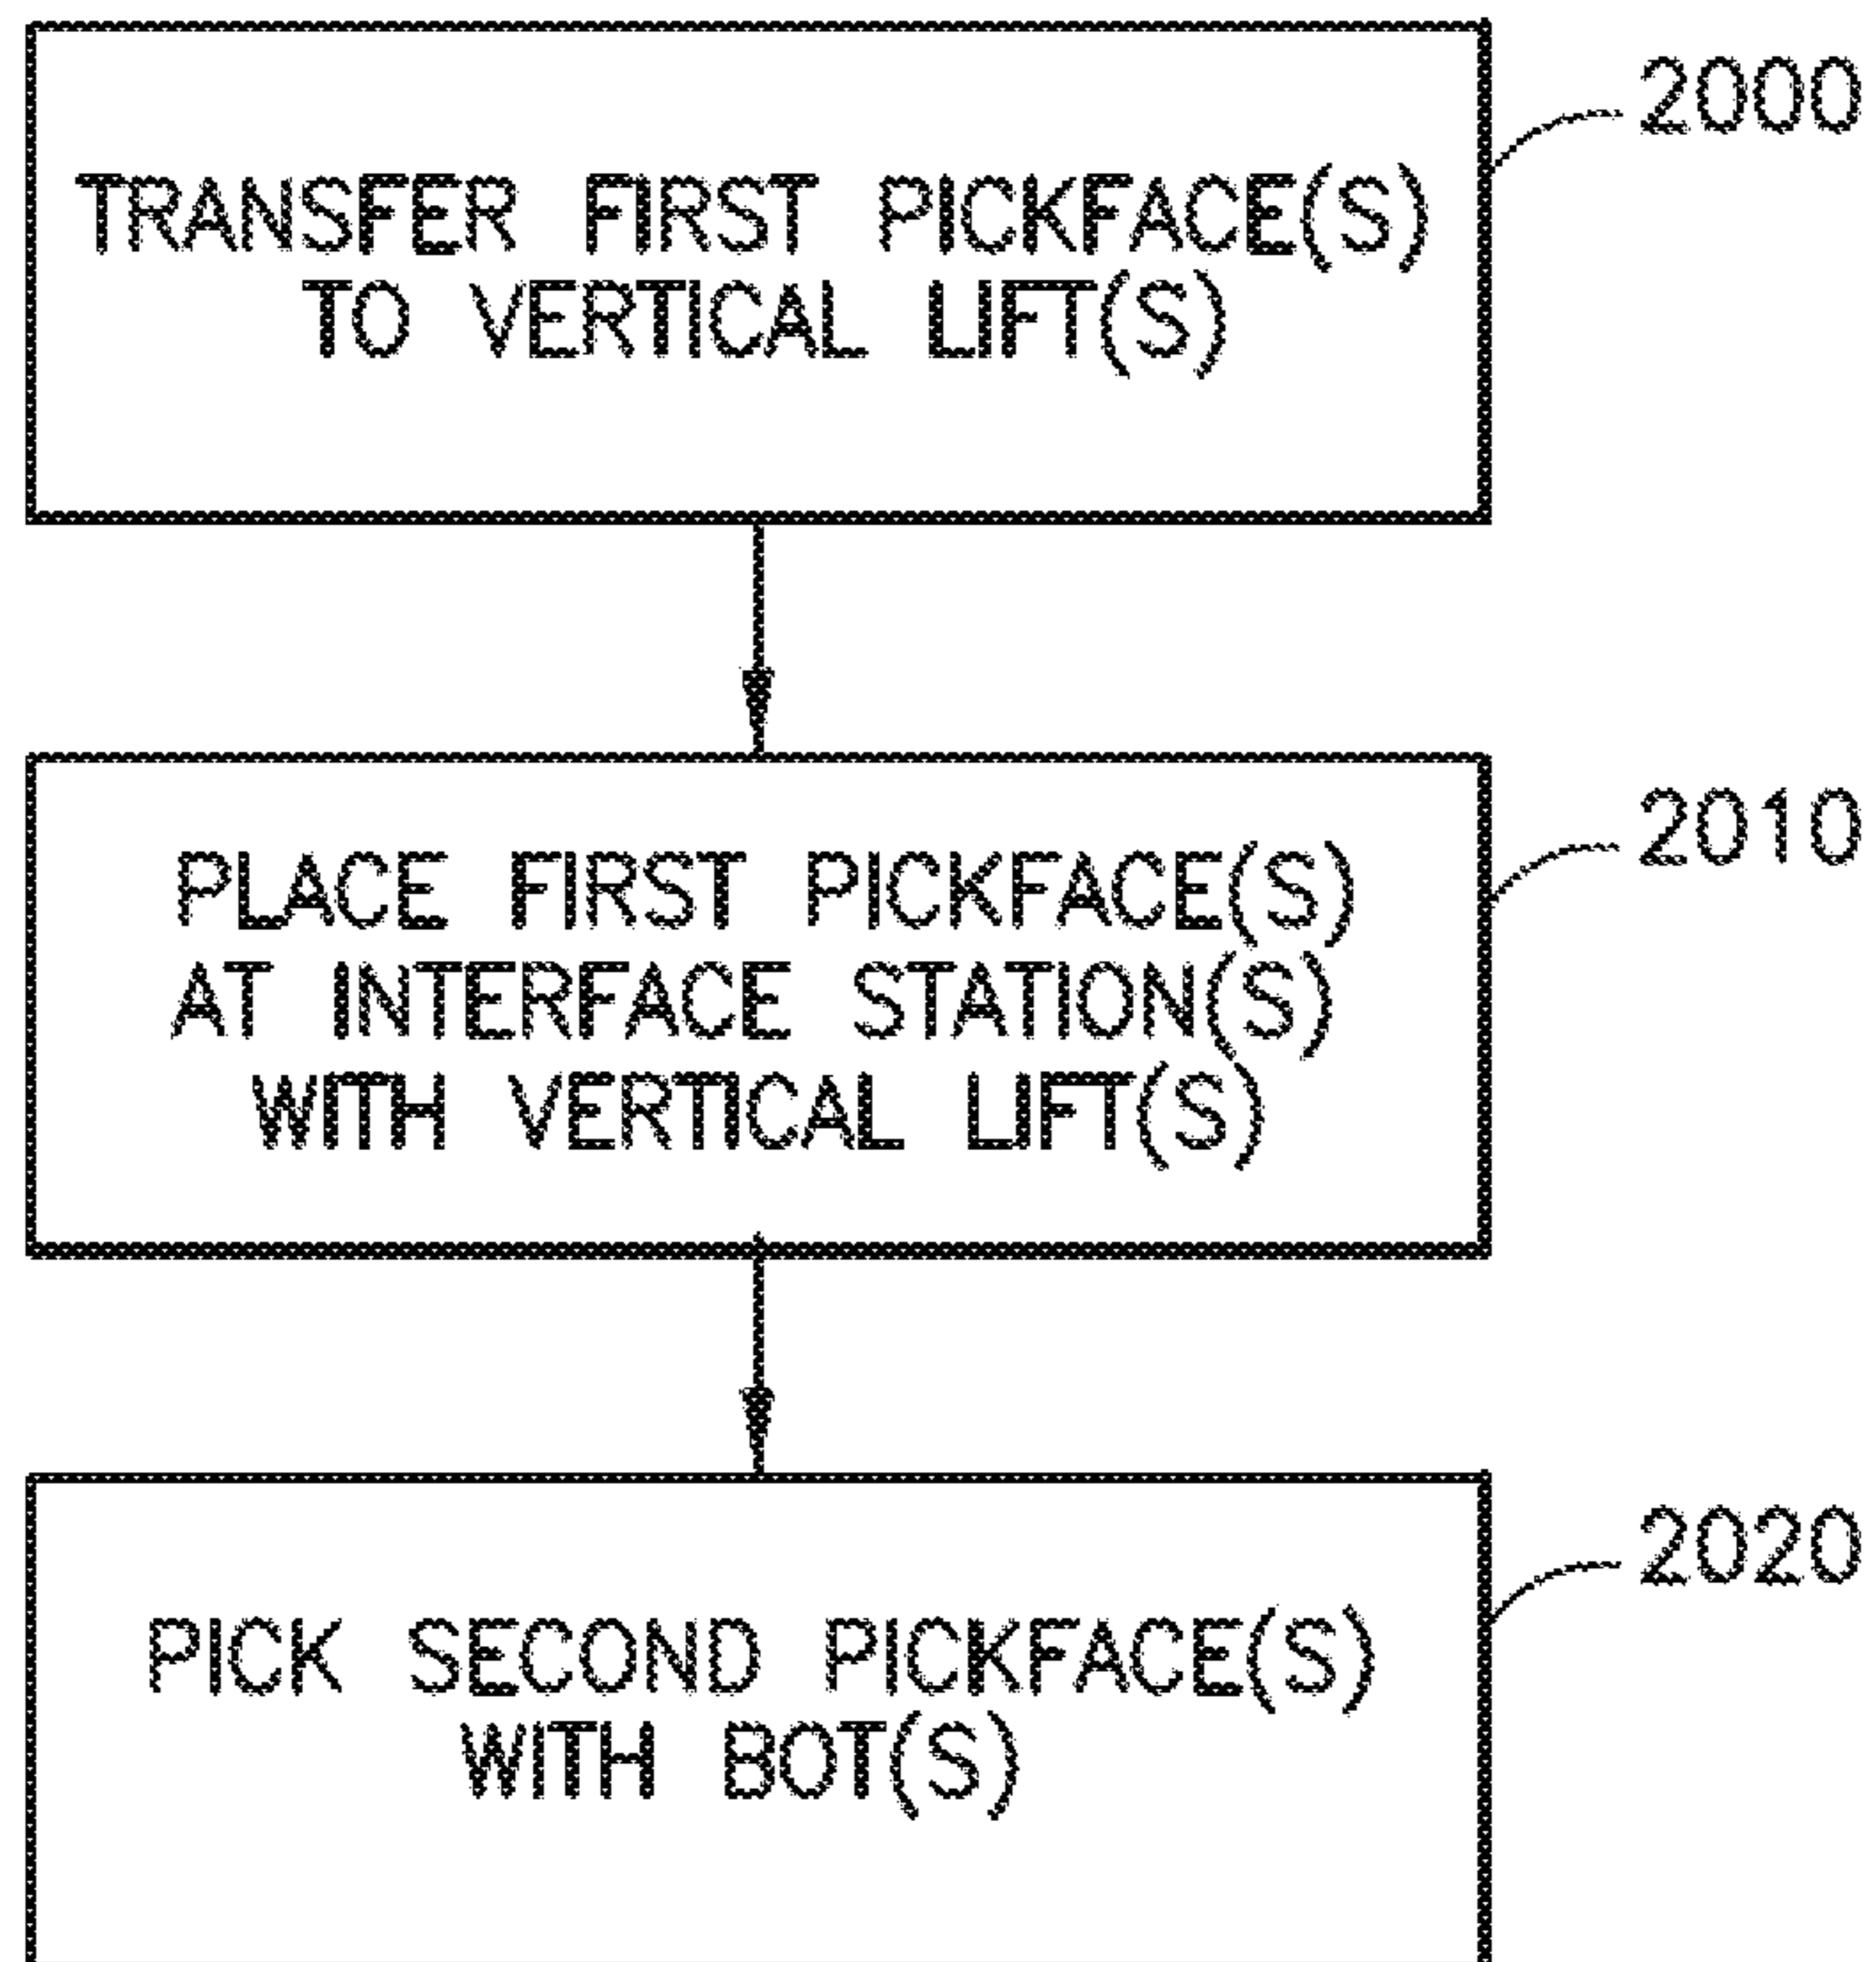 TRANSFER FIRST PICKFACE(S)
TO VERTICAL LIFT(S)
2000
PLACE FIRST PICKFACE(S)
AT INTERFACE STATION(S)
WITH VERTICAL LIFT(S)
2010
PICK SECOND PICKFACE(S)
WITH BOT(S)
2020